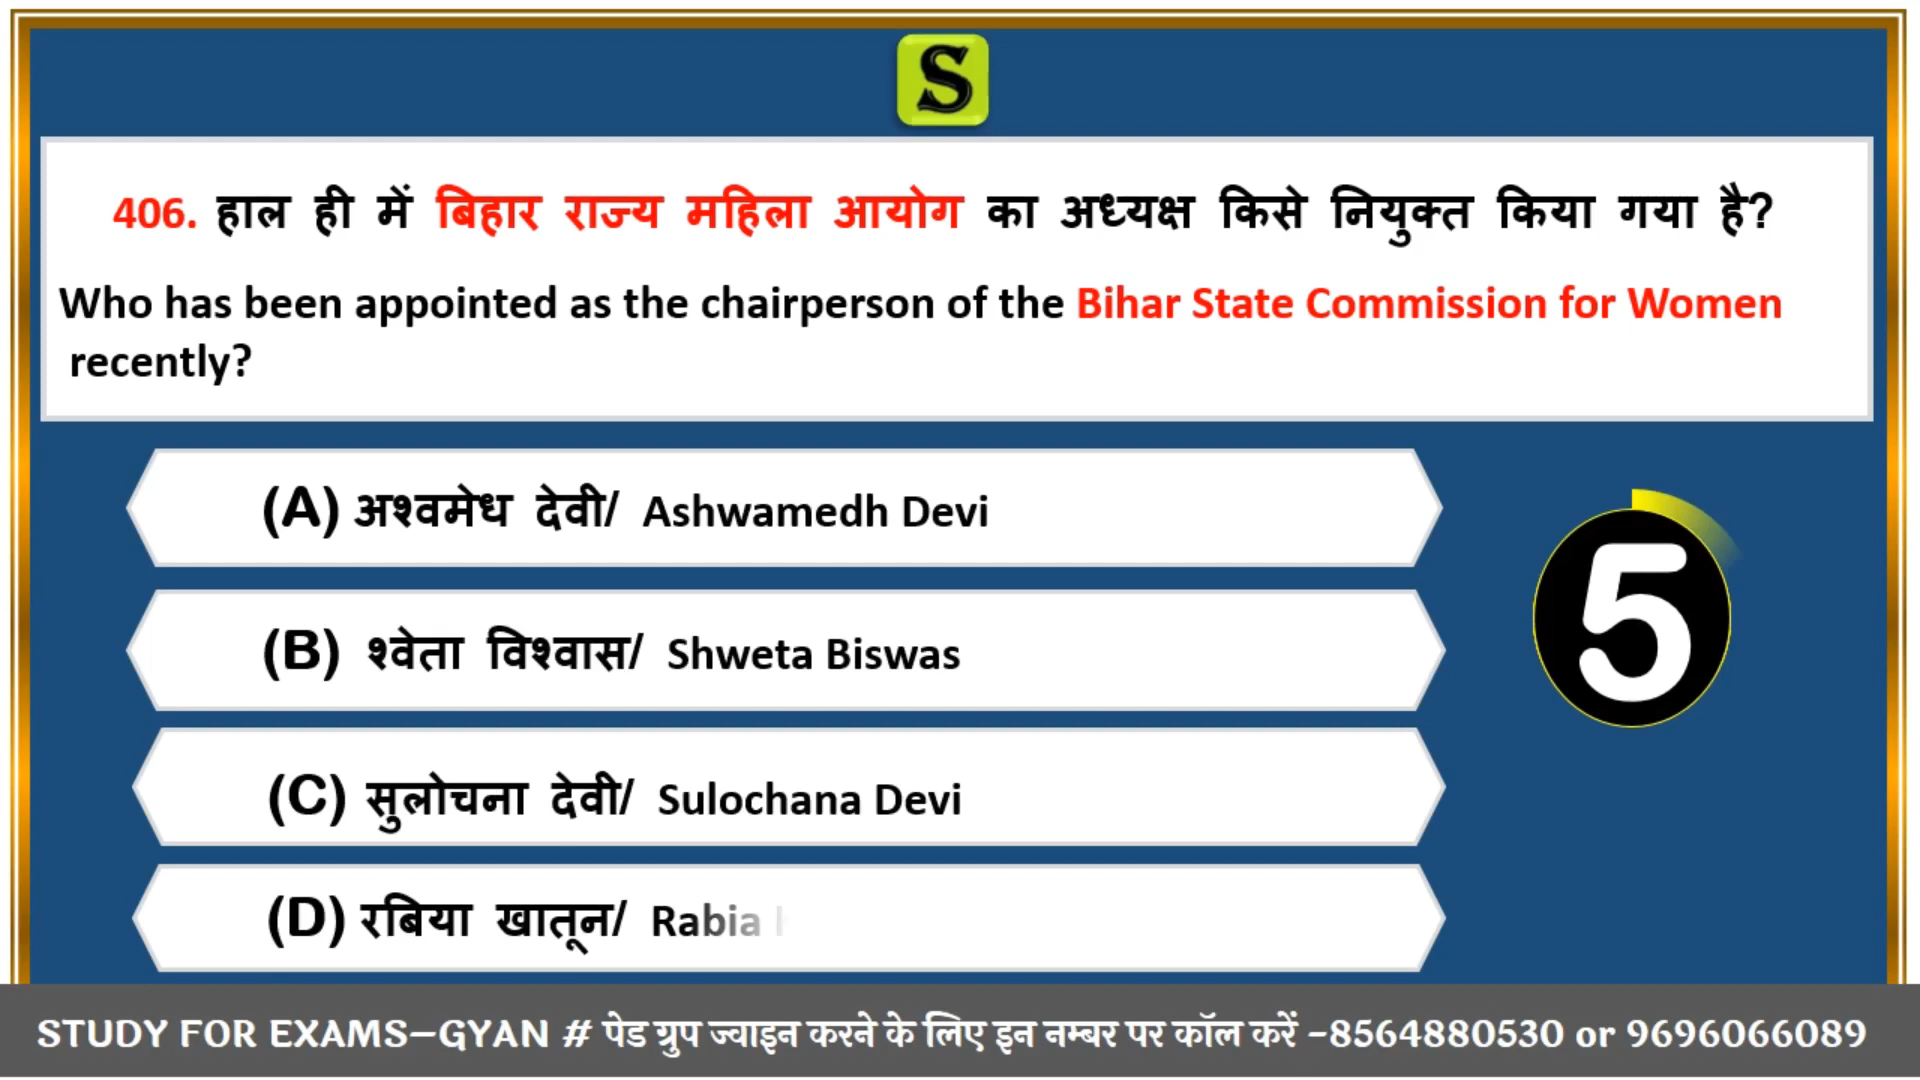 S
406. हाल ही में बिहार राज्य महिला आयोग का अध्यक्ष किसे नियुक्त किया गया है?
Who has been appointed as the chairperson of the Bihar State Commission for Women
recently?
(A) अश्वमेध देवी/ Ashwamedh Devi
(B) श्वेता विश्वास/ Shweta Biswas
5
(C) सुलोचना देवी/ Sulochana Devi
(D) रबिया खातून/ Rabia
STUDY FOR EXAMS–GYAN # पेड ग्रुप ज्वाइन करने के लिए इन नम्बर पर कॉल करें -8564880530 or 9696066089